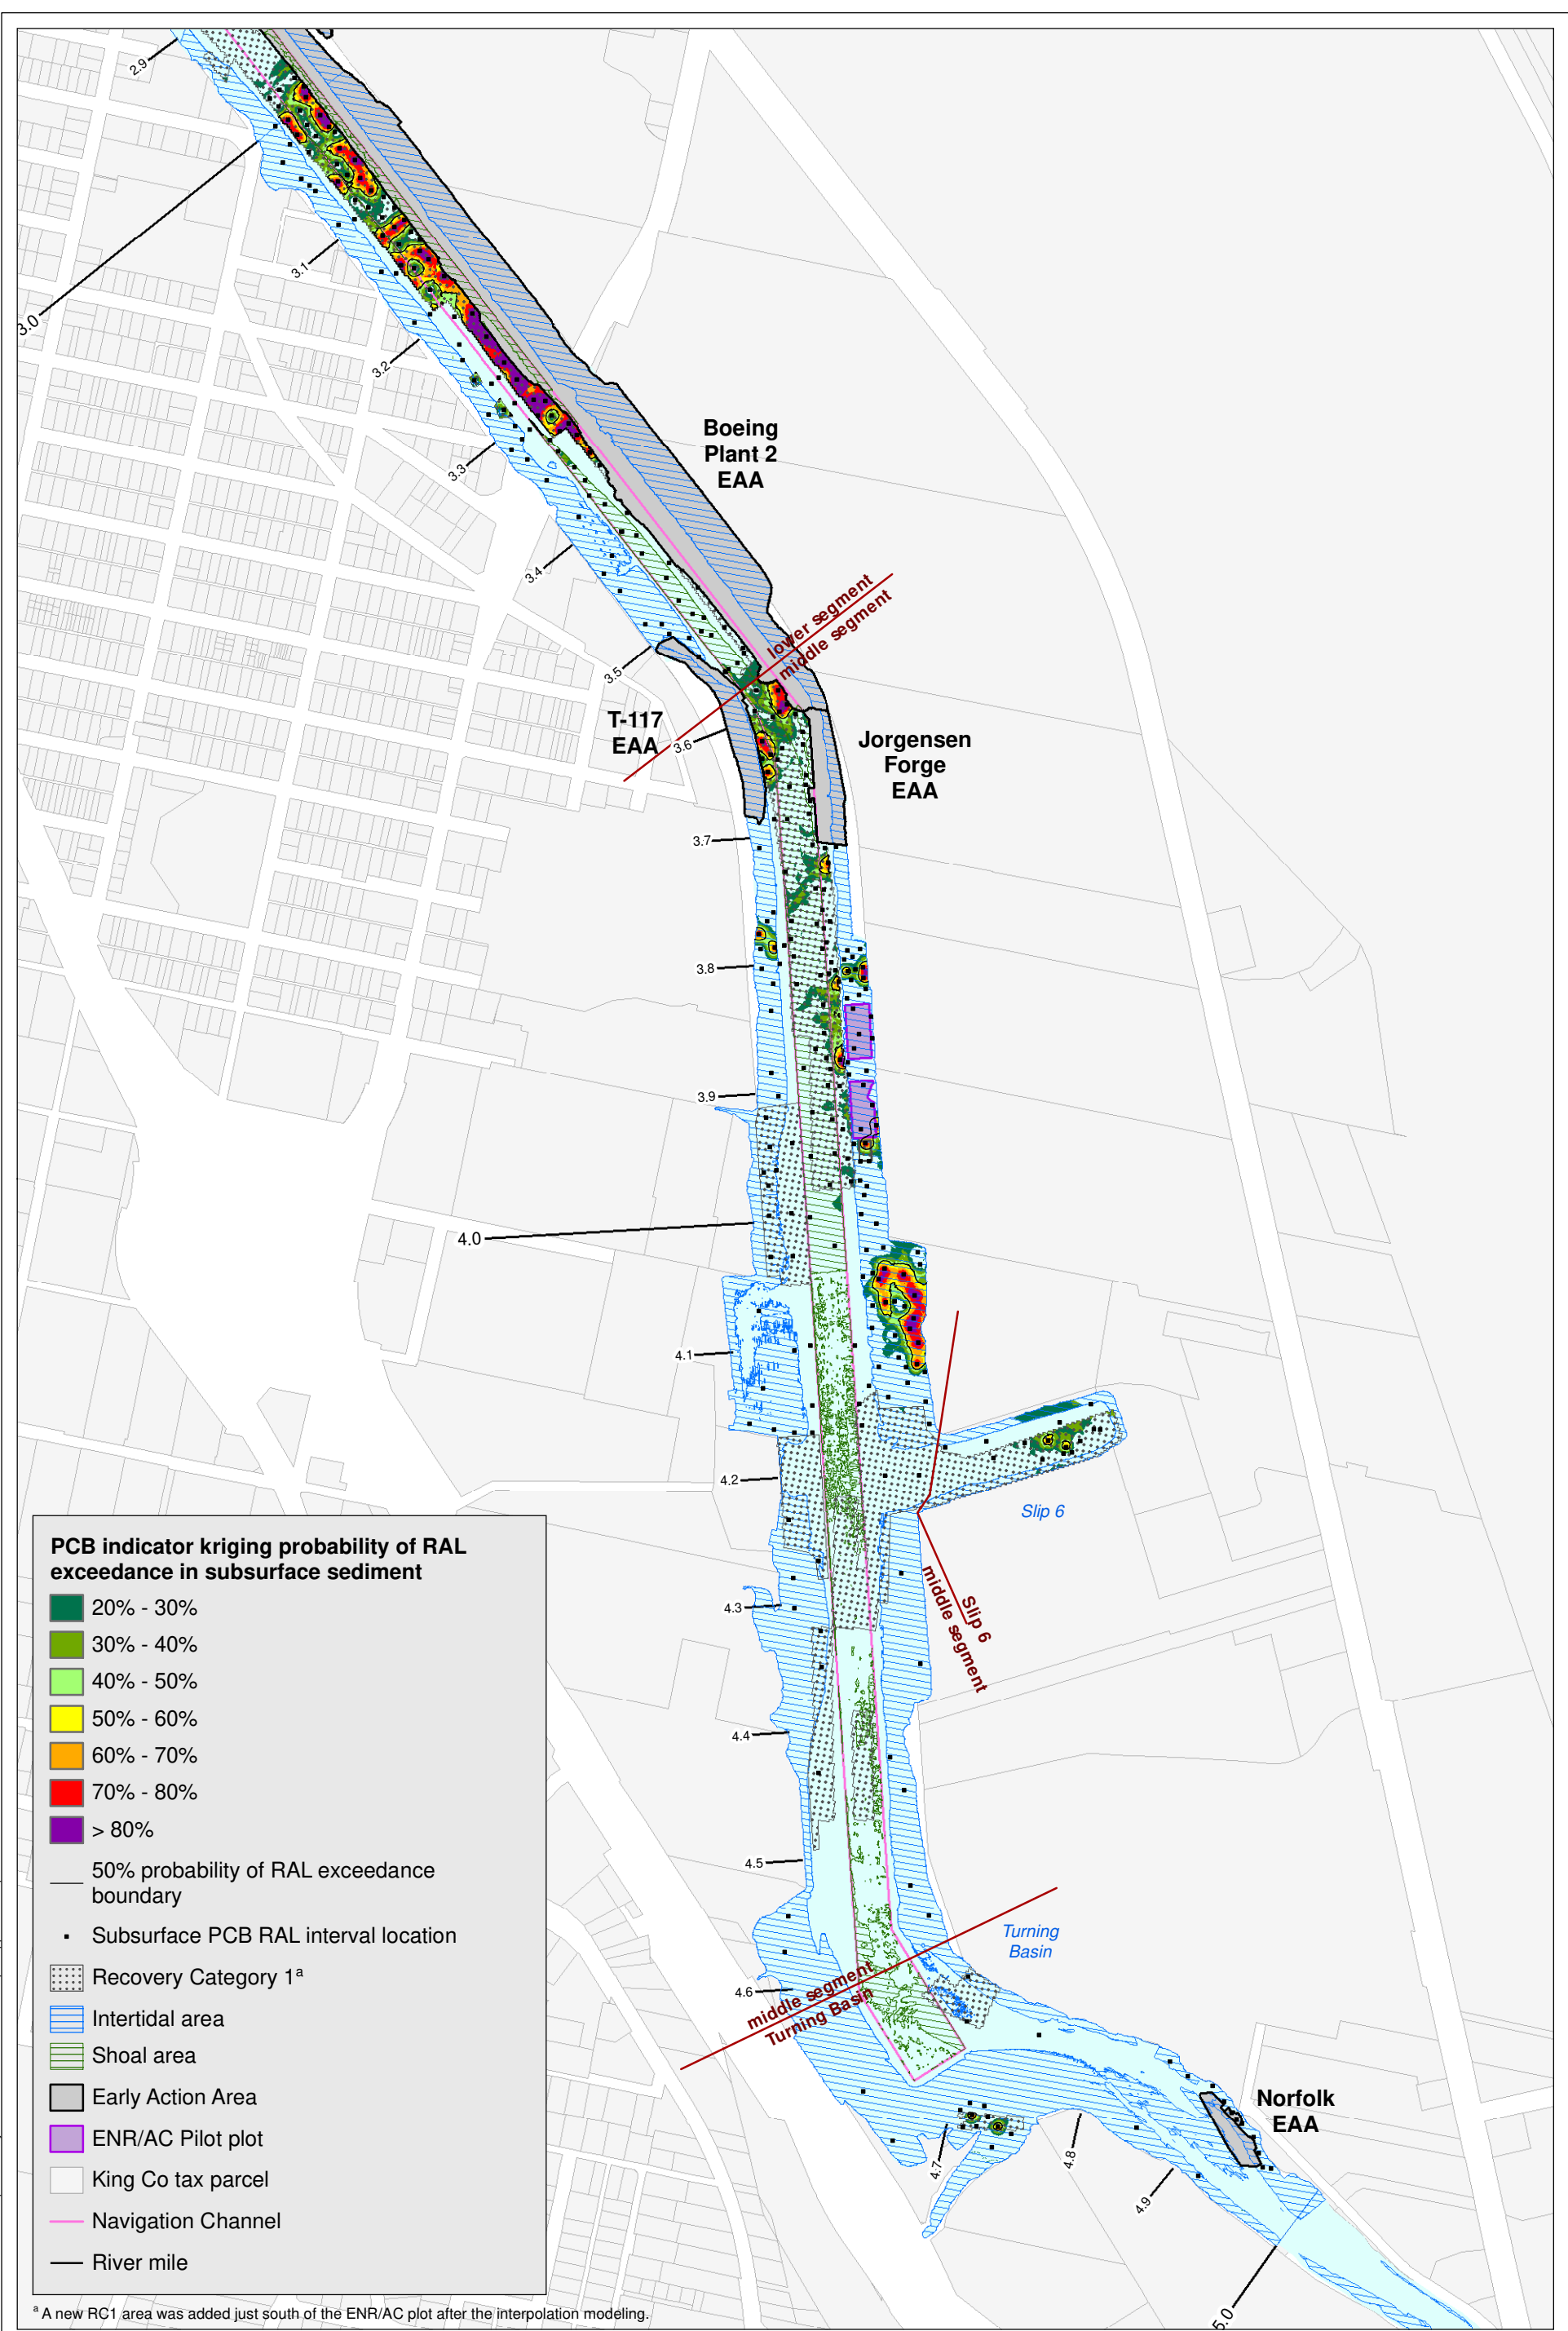 2.9
3.0
3.1
3.2
3.3
3.4
3.5
3.6
3.7
3.8
3.9
4.0
4.1
4.2
4.3
4.4
4.5
4.6
4.7
4.8
4.9
5.0
Boeing
Plant 2
EAA
lower segment
middle segment
T-117
EAA
Jorgensen
Forge
EAA
Slip 6
Slip 6
middle segment
Turning
Basin
middle segment
Turning Basin
Norfolk
EAA
PCB indicator kriging probability of RAL
exceedance in subsurface sediment
20% - 30%
30% - 40%
40% - 50%
50% - 60%
60% - 70%
70% - 80%
> 80%
50% probability of RAL exceedance
boundary
Subsurface PCB RAL interval location
Recovery Category 1ª
Intertidal area
Shoal area
Early Action Area
ENR/AC Pilot plot
King Co tax parcel
Navigation Channel
River mile
ª A new RC1 area was added just south of the ENR/AC plot after the interpolation modeling.